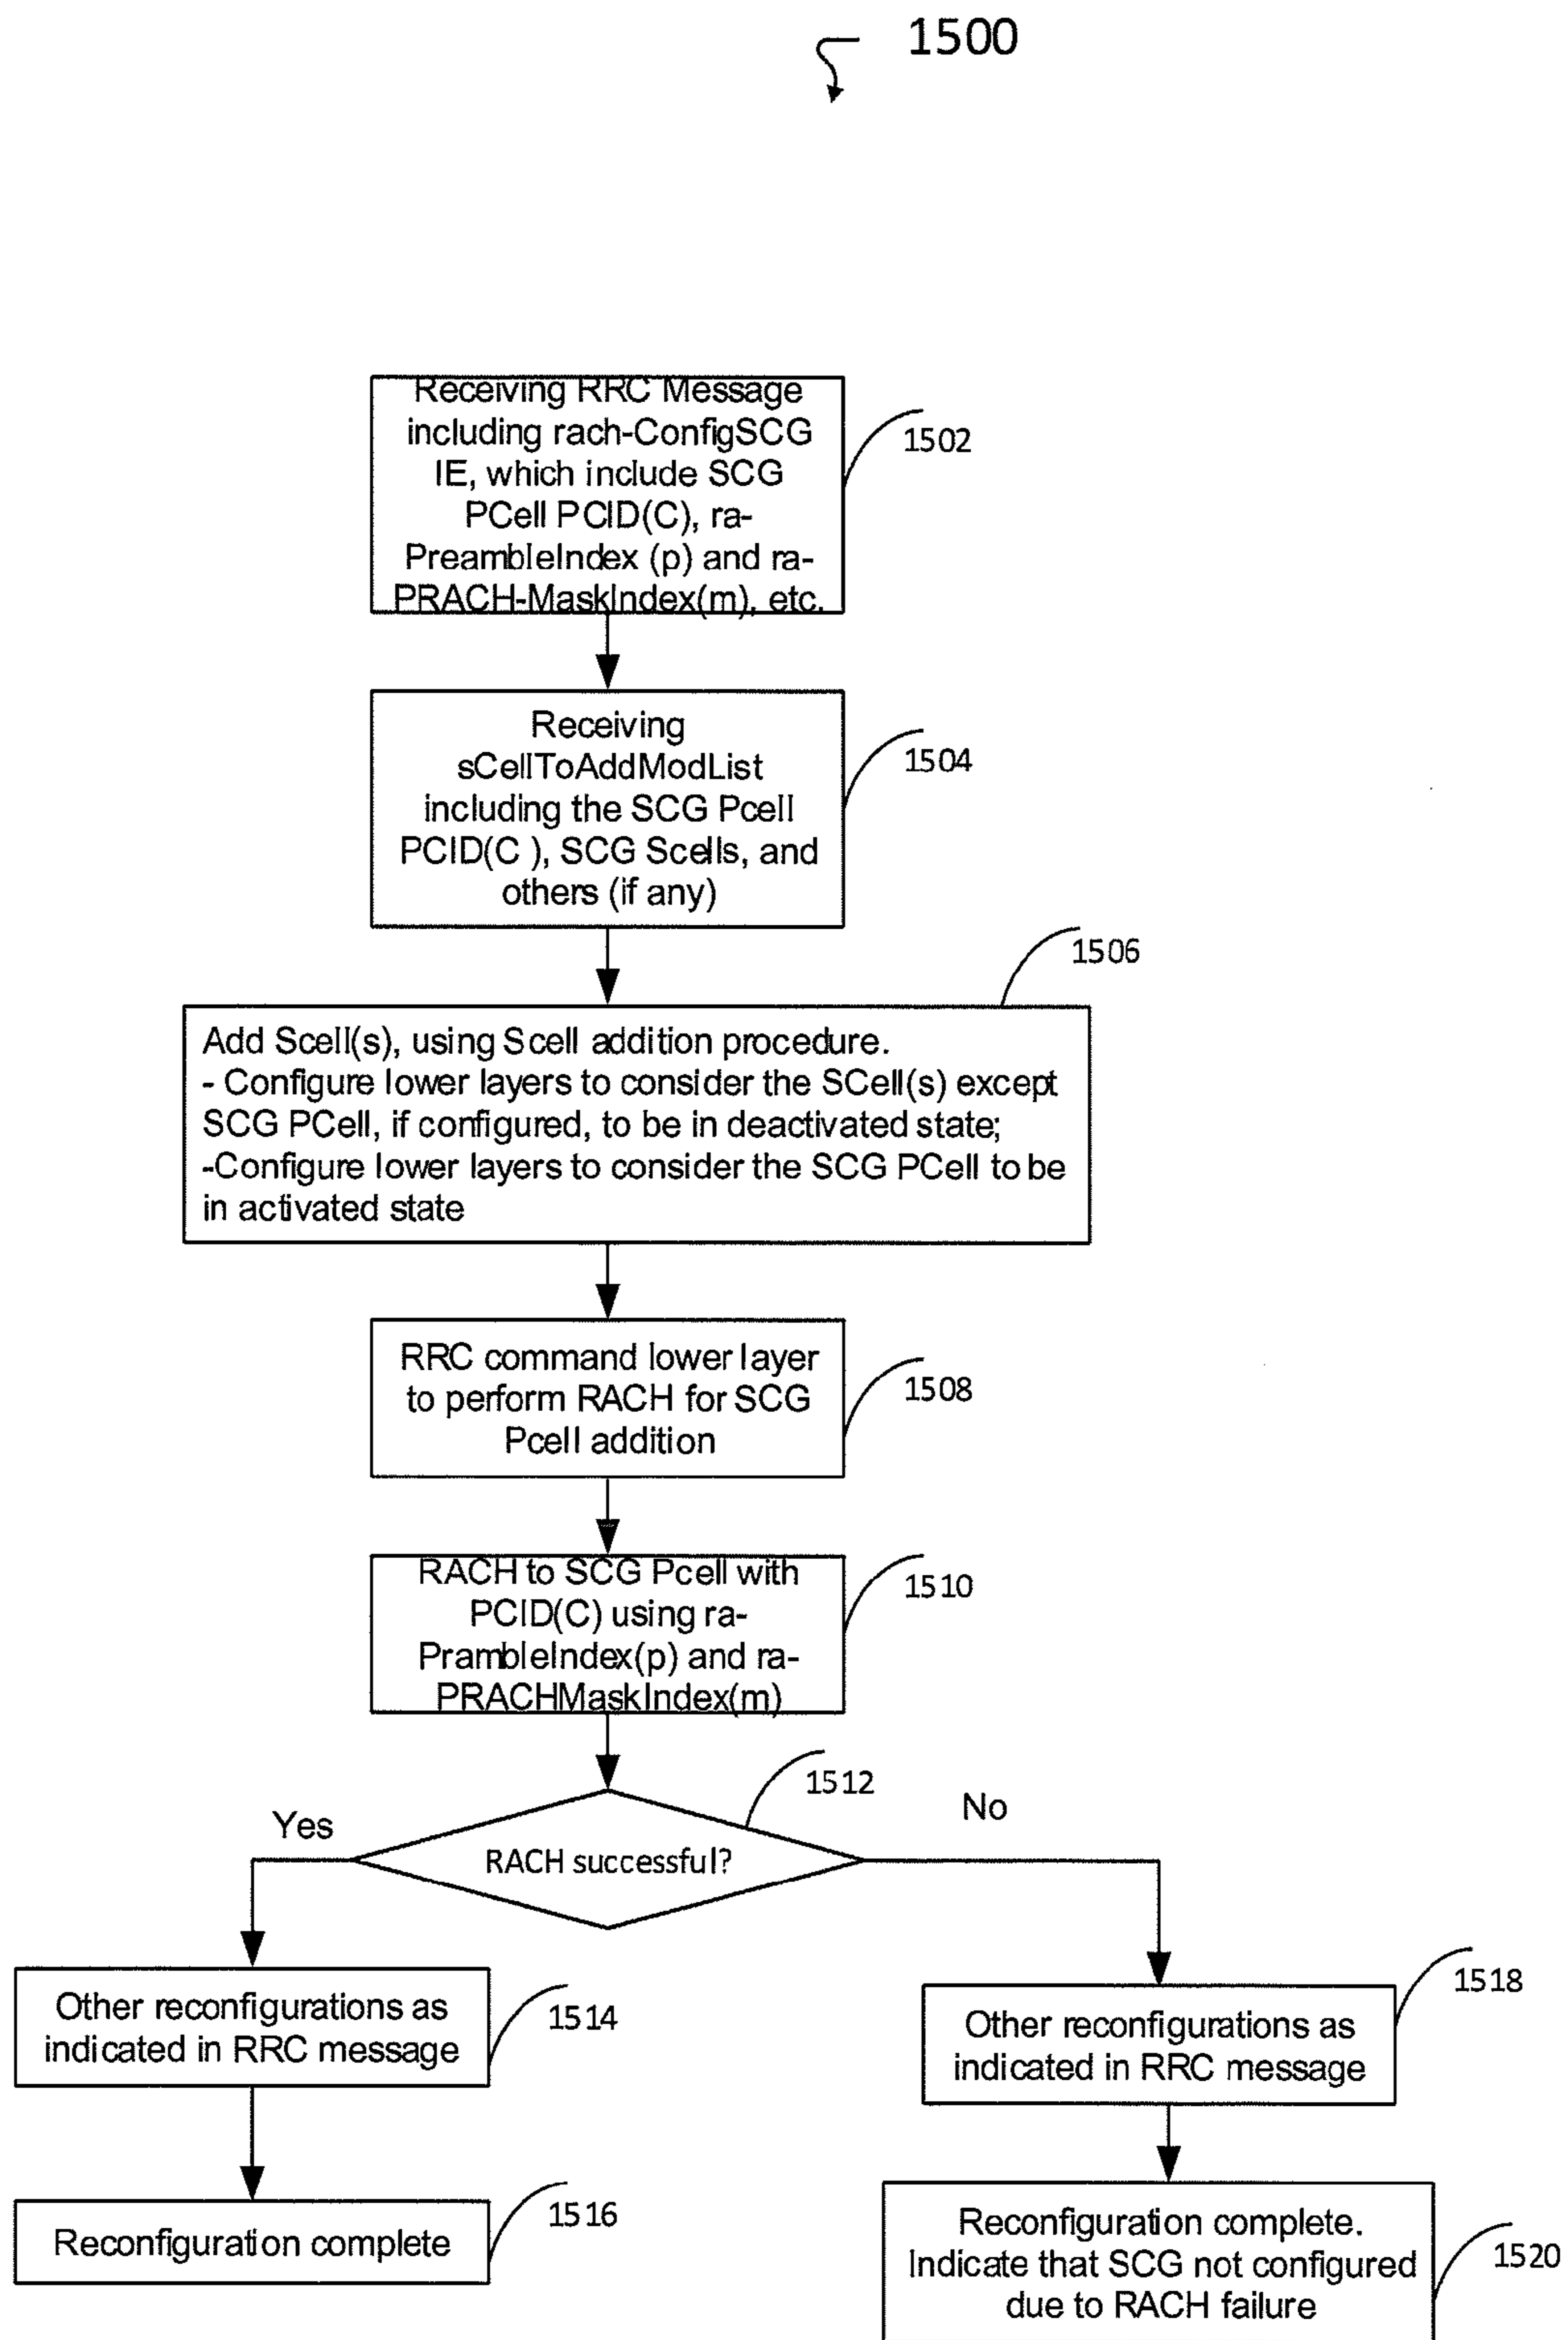 1500
Receiving RRC Message
including rach-ConfigSCG
IE, which include SCG
PCell PCID(C), ra-
PreambleIndex (p) and ra-
PRACH-MaskIndex(m), etc.
1502
Receiving
sCellToAddModList
including the SCG Pcell
PCID(C ), SCG Scells, and
others (if any)
1504
1506
Add Scell(s), using Scell addition procedure.
- Configure lower layers to consider the SCell(s) except
SCG PCell, if configured, to be in deactivated state;
-Configure lower layers to consider the SCG PCell to be
in activated state
RRC command lower layer
to perform RACH for SCG
Pcell addition
1508
RACH to SCG Pcell with
PCID(C) using ra-
PrambleIndex(p) and ra-
PRACHMaskIndex(m)
1510
1512
Yes
No
RACH successful?
Other reconfigurations as
indicated in RRC message
1514
Other reconfigurations as
indicated in RRC message
1518
Reconfiguration complete
1516
Reconfiguration complete.
Indicate that SCG not configured
due to RACH failure
1520